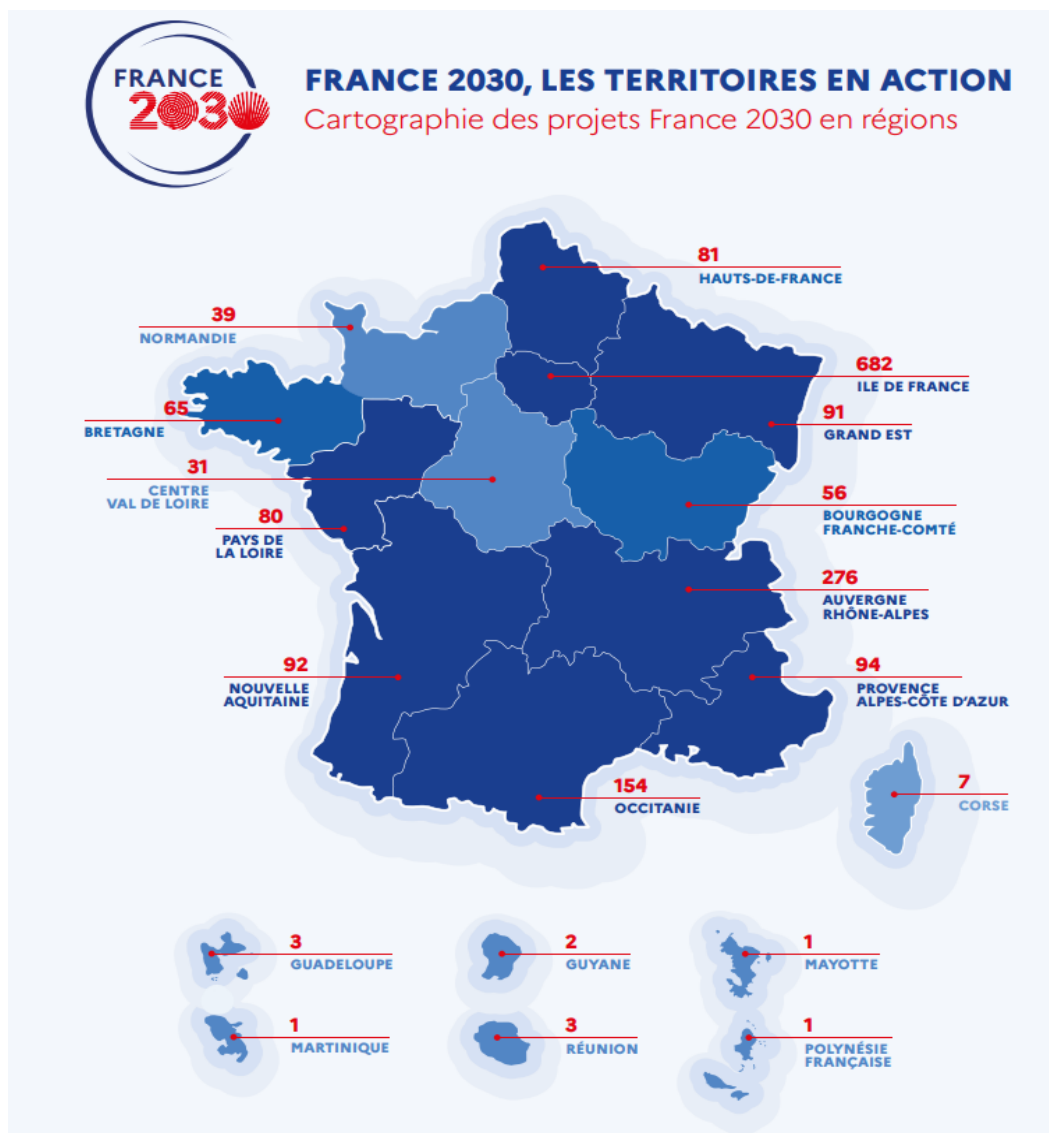 FRANCE
2030
FRANCE 2030, LES TERRITOIRES EN ACTION
Cartographie des projets France 2030 en régions
81
HAUTS-DE-FRANCE
39
NORMANDIE
682
ILE DE FRANCE
65
BRETAGNE
91
GRAND EST
31
CENTRE
VAL DE LOIRE
56
BOURGOGNE
FRANCHE-COMTÉ
80
PAYS DE
LA LOIRE
276
AUVERGNE
RHÔNE-ALPES
92
NOUVELLE
AQUITAINE
94
PROVENCE
ALPES-CÔTE D'AZUR
154
OCCITANIE
7
CORSE
3
GUADELOUPE
2
GUYANE
1
MAYOTTE
1
MARTINIQUE
3
RÉUNION
1
POLYNÉSIE
FRANÇAISE